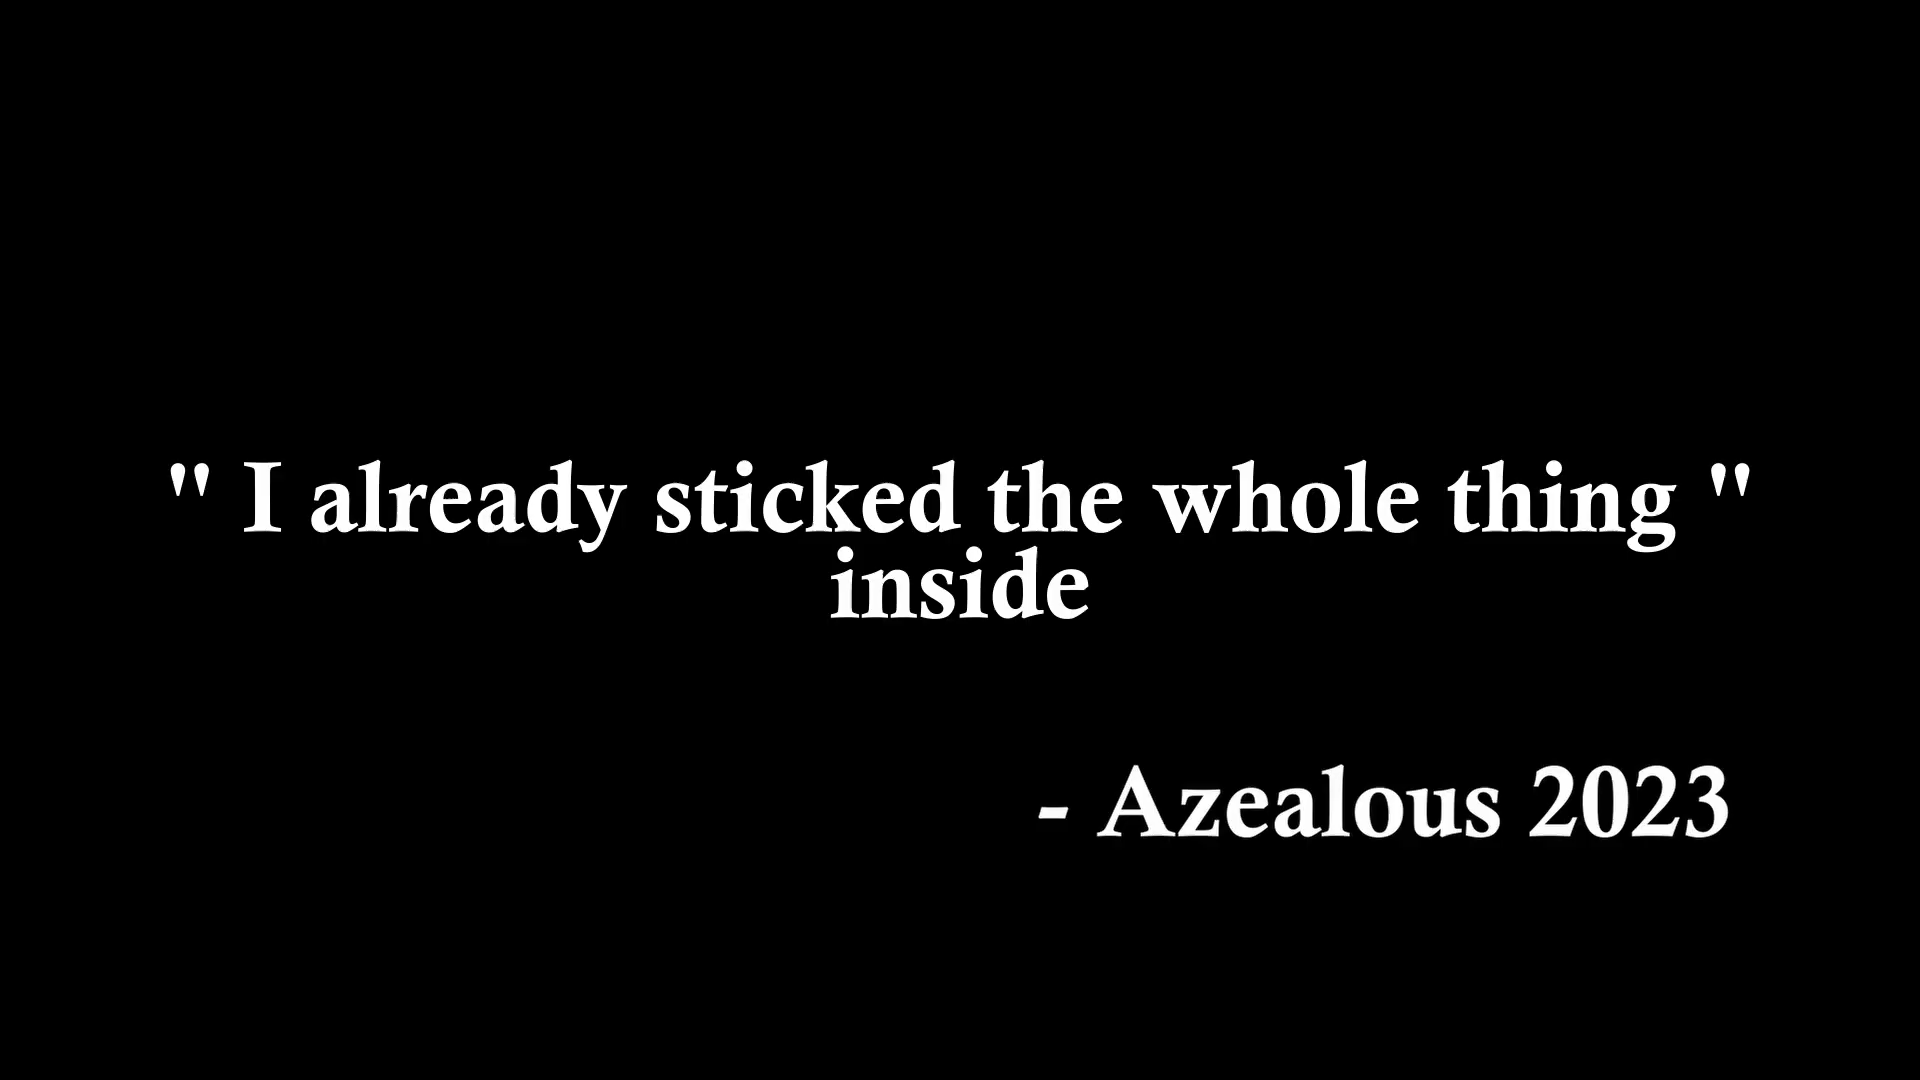 " I already sticked the whole thing "
inside
- Azealous 2023